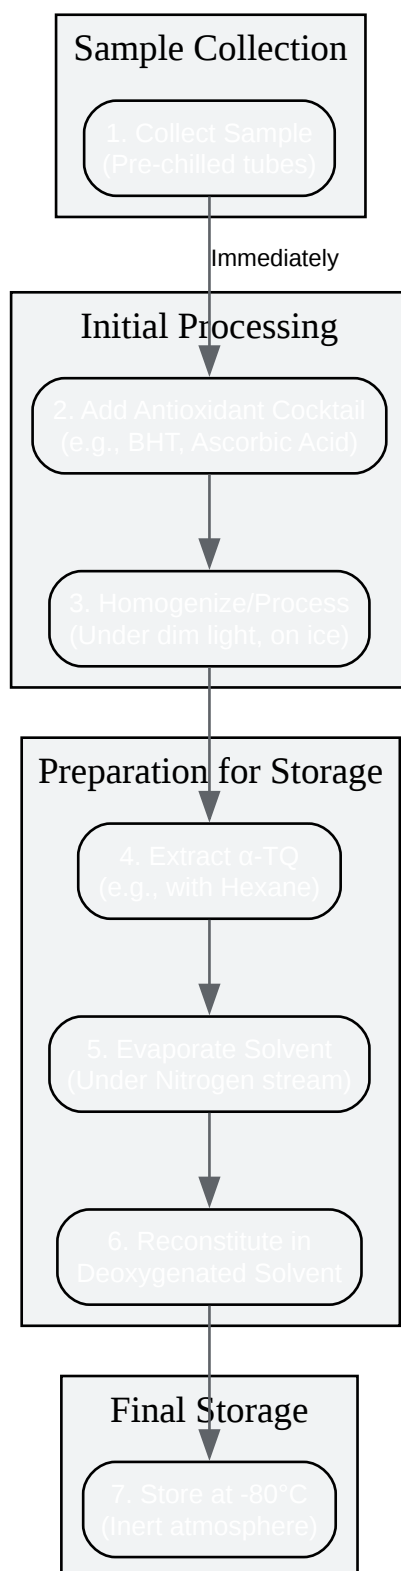 Sample Collection
1. Collect Sample
(Pre-chilled tubes)
Immediately
Initial Processing
2. Add Antioxidant Cocktail
(e.g., BHT, Ascorbic Acid)
3. Homogenize/Process
(Under dim light, on ice)
Preparation for Storage
4. Extract α-TQ
(e.g., with Hexane)
5. Evaporate Solvent
(Under Nitrogen stream)
6. Reconstitute in
Deoxygenated Solvent
Final Storage
7. Store at -80°C
(Inert atmosphere)